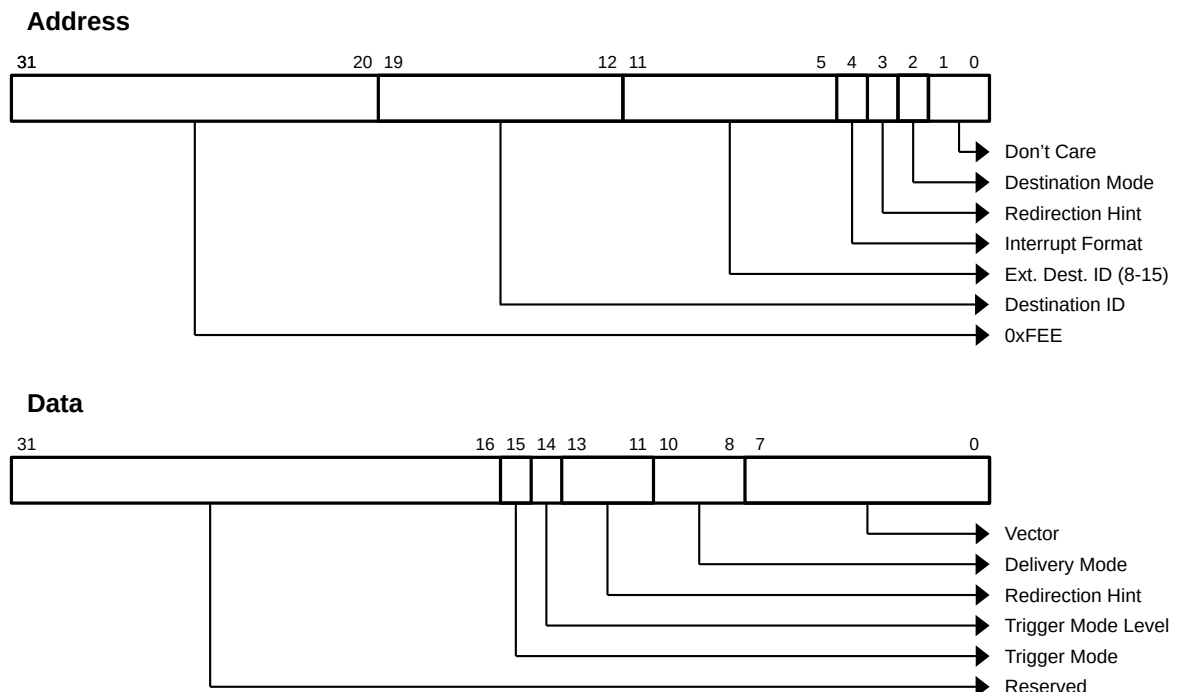 Address
31 20 19 12 11 5 4 3 2 1 0
Don’t Care
Destination Mode
Redirection Hint
Interrupt Format
Ext. Dest. ID (8-15)
Destination ID
0xFEE
Data
31 16 15 14 13 11 10 8 7 0
Vector
Delivery Mode
Redirection Hint
Trigger Mode Level
Trigger Mode
Reserved